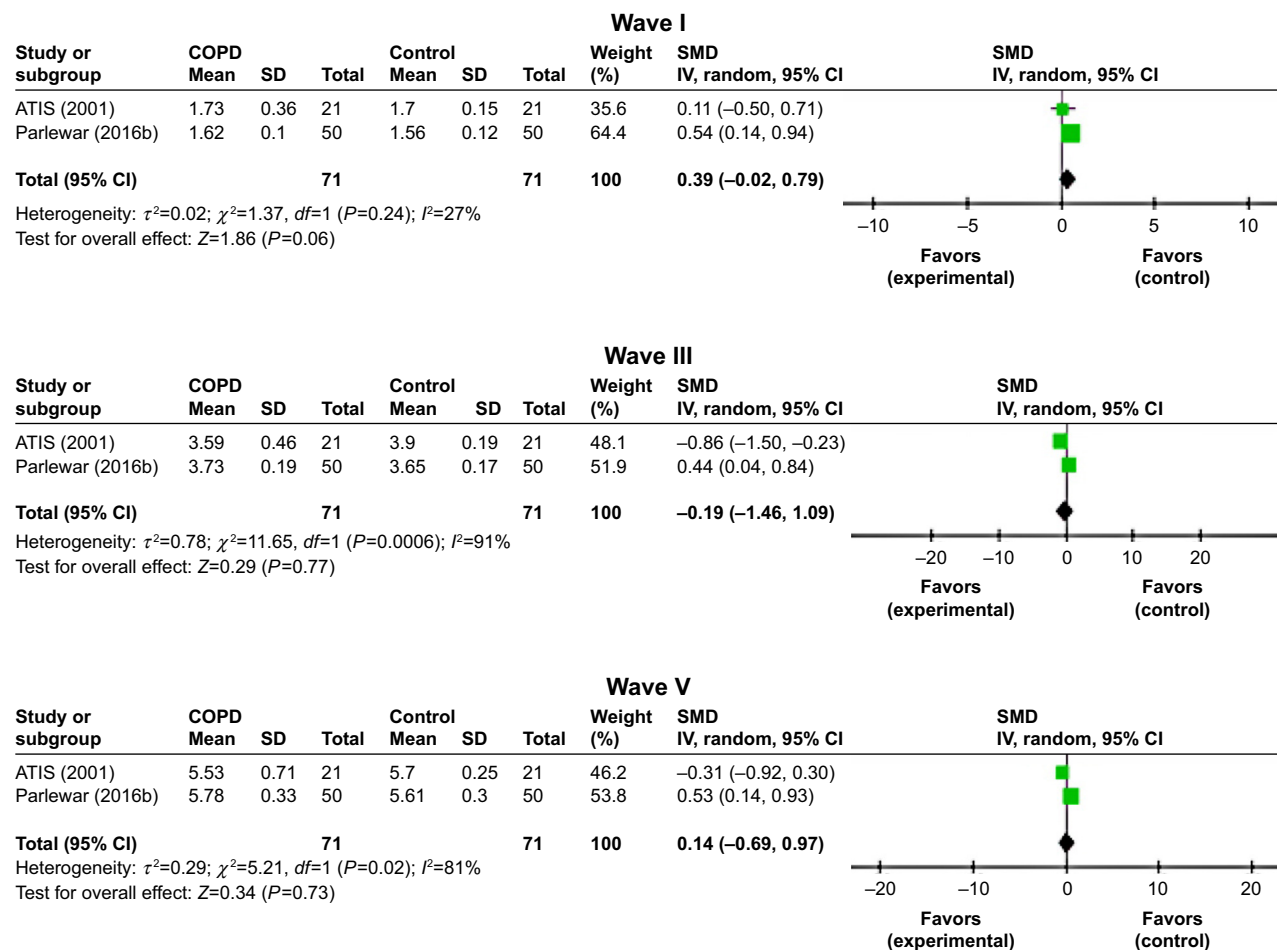 Wave I
Study or COPD Control Weight SMD SMD
subgroup Mean SD Total Mean SD Total (%) IV, random, 95% CI IV, random, 95% CI
ATIS (2001) 1.73 0.36 21 1.7 0.15 21 35.6 0.11 (–0.50, 0.71)
Parlewar (2016b) 1.62 0.1 50 1.56 0.12 50 64.4 0.54 (0.14, 0.94)
Total (95% CI) 71 71 100 0.39 (–0.02, 0.79)
Heterogeneity: τ²=0.02; χ²=1.37, df=1 (P=0.24); I²=27%
Test for overall effect: Z=1.86 (P=0.06)
–10 –5 0 5 10
Favors Favors
(experimental) (control)
Wave III
Study or COPD Control Weight SMD SMD
subgroup Mean SD Total Mean SD Total (%) IV, random, 95% CI IV, random, 95% CI
ATIS (2001) 3.59 0.46 21 3.9 0.19 21 48.1 –0.86 (–1.50, –0.23)
Parlewar (2016b) 3.73 0.19 50 3.65 0.17 50 51.9 0.44 (0.04, 0.84)
Total (95% CI) 71 71 100 –0.19 (–1.46, 1.09)
Heterogeneity: τ²=0.78; χ²=11.65, df=1 (P=0.0006); I²=91%
Test for overall effect: Z=0.29 (P=0.77)
–20 –10 0 10 20
Favors Favors
(experimental) (control)
Wave V
Study or COPD Control Weight SMD SMD
subgroup Mean SD Total Mean SD Total (%) IV, random, 95% CI IV, random, 95% CI
ATIS (2001) 5.53 0.71 21 5.7 0.25 21 46.2 –0.31 (–0.92, 0.30)
Parlewar (2016b) 5.78 0.33 50 5.61 0.3 50 53.8 0.53 (0.14, 0.93)
Total (95% CI) 71 71 100 0.14 (–0.69, 0.97)
Heterogeneity: τ²=0.29; χ²=5.21, df=1 (P=0.02); I²=81%
Test for overall effect: Z=0.34 (P=0.73)
–20 –10 0 10 20
Favors Favors
(experimental) (control)